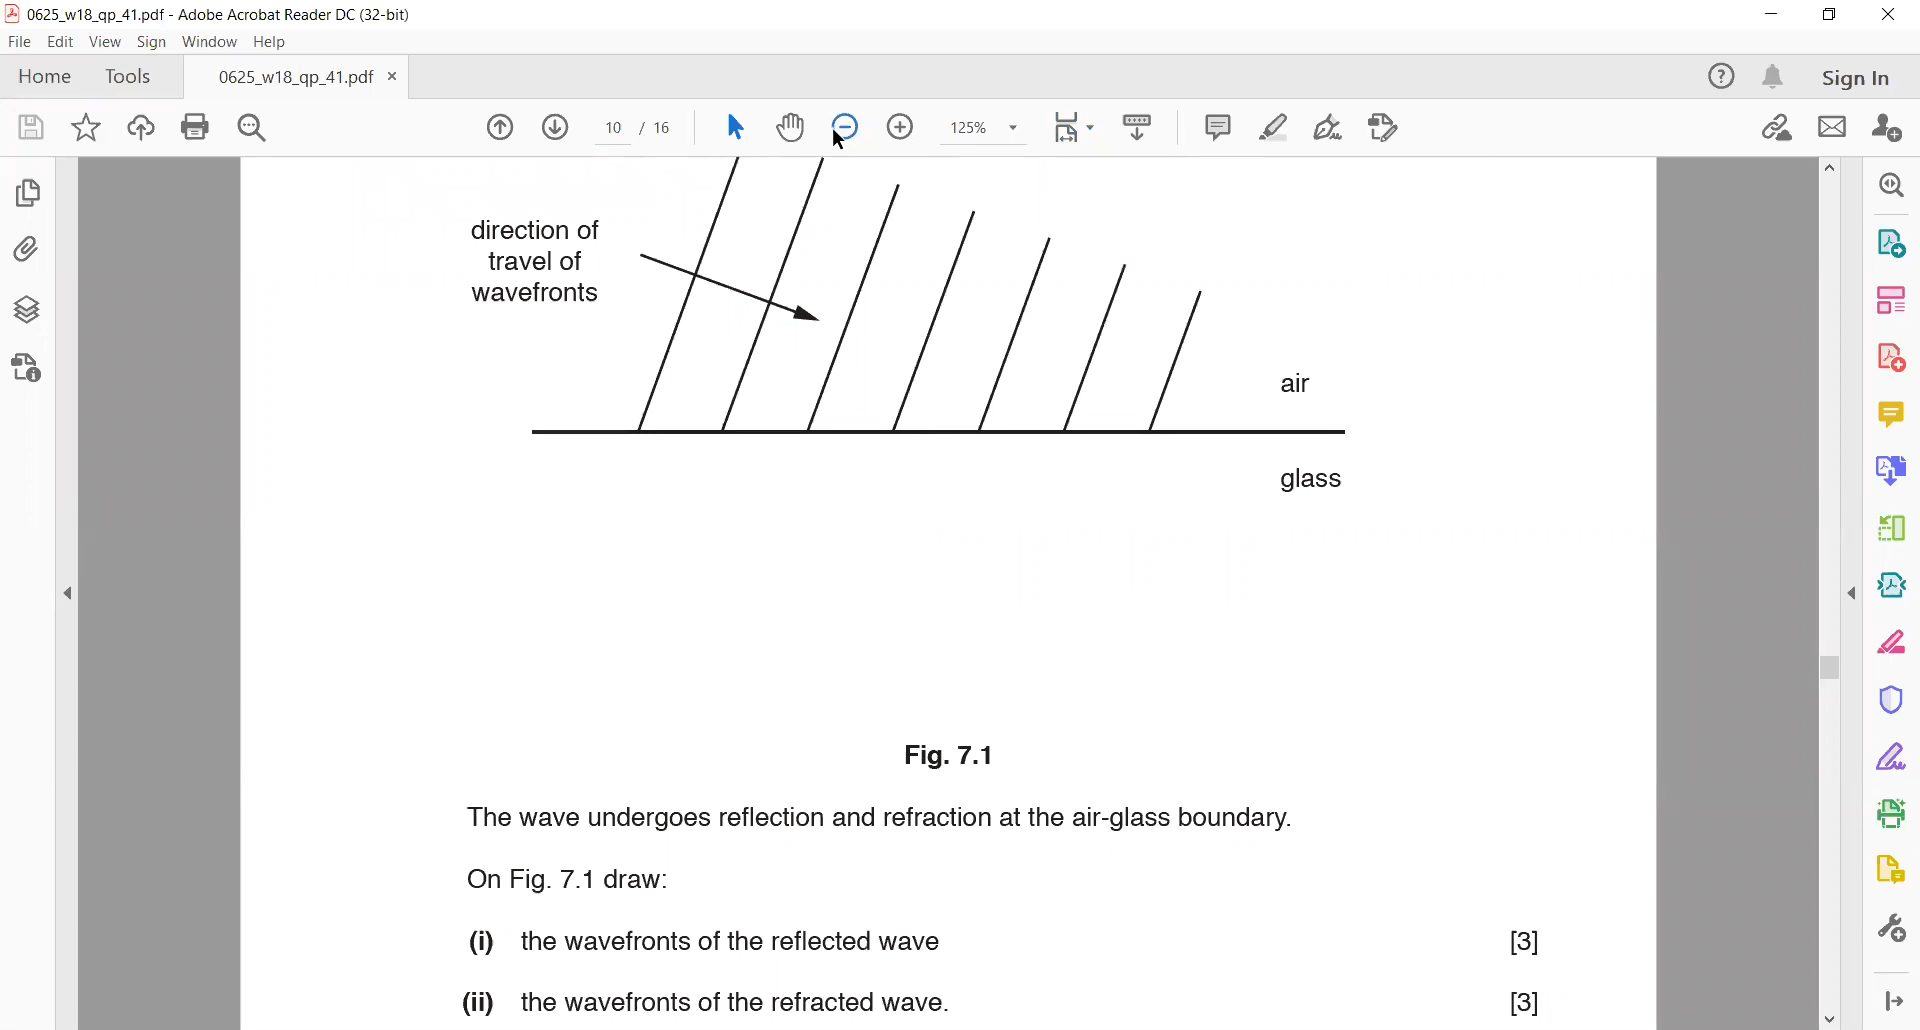 0625_w18_qp_41.pdf - Adobe Acrobat Reader DC (32-bit)
File Edit View Sign Window Help
Home Tools 0625_w18_qp_41.pdf × Sign In
10 / 16 125%
direction of
travel of
wavefronts
air
glass
Fig. 7.1
The wave undergoes reflection and refraction at the air-glass boundary.
On Fig. 7.1 draw:
(i) the wavefronts of the reflected wave [3]
(ii) the wavefronts of the refracted wave. [3]